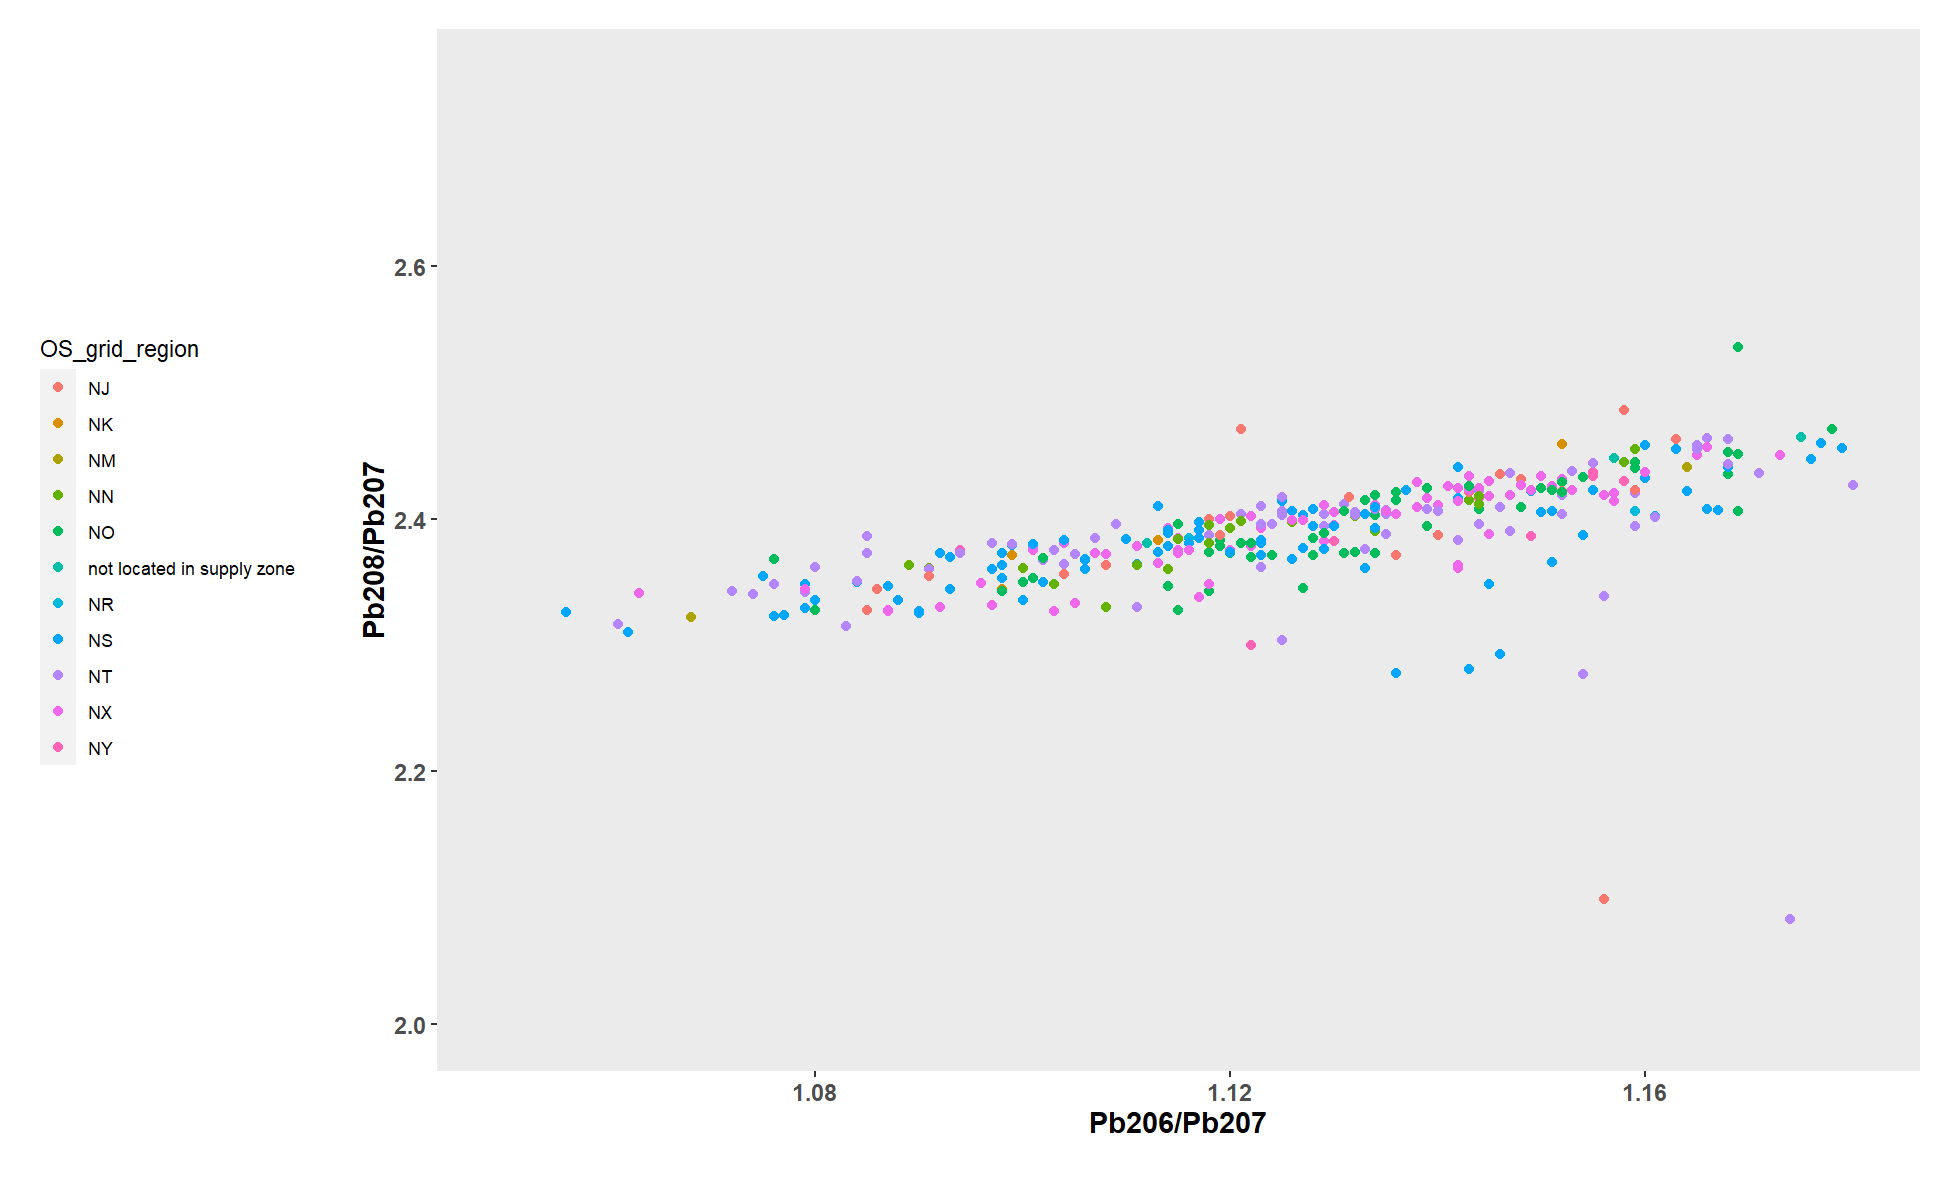 OS_grid_region
NJ
NK
NM
NN
NO
not located in supply zone
NR
NS
NT
NX
NY
Pb208/Pb207
2.6
2.4
2.2
2.0
1.08
1.12
1.16
Pb206/Pb207